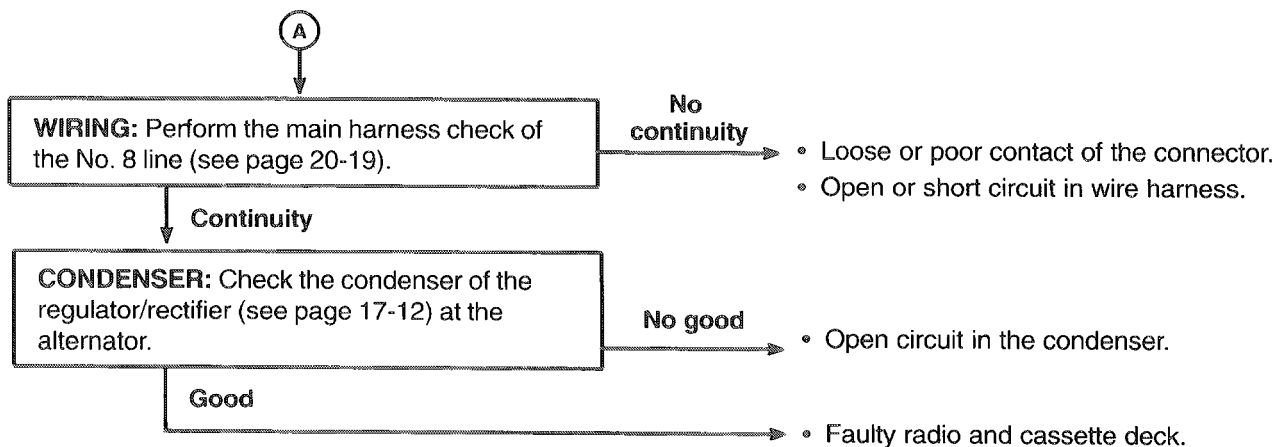 A
WIRING: Perform the main harness check of
the No. 8 line (see page 20-19).
No
continuity
• Loose or poor contact of the connector.
• Open or short circuit in wire harness.
Continuity
CONDENSER: Check the condenser of the
regulator/rectifier (see page 17-12) at the
alternator.
No good
• Open circuit in the condenser.
Good
• Faulty radio and cassette deck.